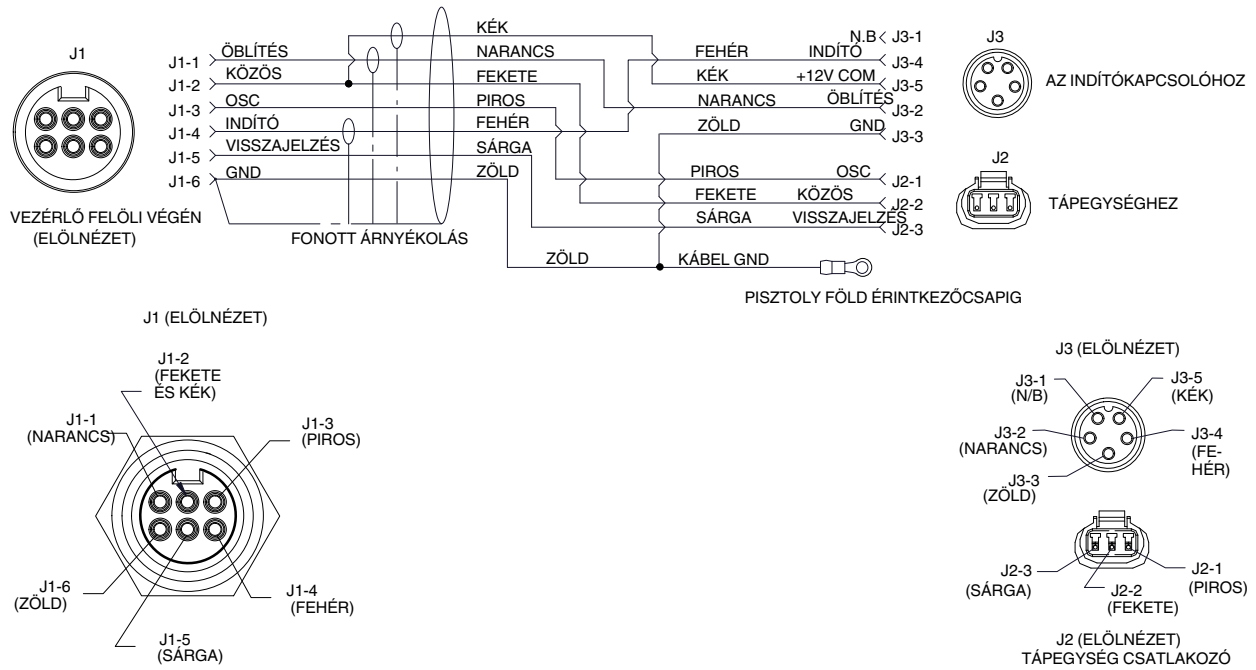 J1
J1-1
J1-2
J1-3
J1-4
J1-5
J1-6
ÖBLÍTÉS
KÖZÖS
OSC
INDÍTÓ
VISSZAJELZÉS
GND
KÉK
NARANCS
FEKETE
PIROS
FEHÉR
SÁRGA
ZÖLD
FONOTT ÁRNYÉKOLÁS
VEZÉRLŐ FELÖLI VÉGÉN
(ELÖLNÉZET)
N.B J3-1
FEHÉR INDÍTÓ J3-4
KÉK +12V COM J3-5
NARANCS ÖBLÍTÉS J3-2
ZÖLD GND J3-3
PIROS OSC J2-1
FEKETE KÖZÖS J2-2
SÁRGA VISSZAJELZÉS J2-3
ZÖLD KÁBEL GND
PISZTOLY FÖLD ÉRINTKEZŐCSAPIG
J3
AZ INDÍTÓKAPCSOLÓHOZ
J2
TÁPEGYSÉGHEZ
J1 (ELÖLNÉZET)
J1-2
(FEKETE
ÉS KÉK)
J1-1
(NARANCS)
J1-3
(PIROS)
J1-6
(ZÖLD)
J1-4
(FEHÉR)
J1-5
(SÁRGA)
J3 (ELÖLNÉZET)
J3-1
(N/B)
J3-5
(KÉK)
J3-2
(NARANCS)
J3-4
(FE-
HÉR)
J3-3
(ZÖLD)
J2-3
(SÁRGA)
J2-1
(PIROS)
J2-2
(FEKETE)
J2 (ELÖLNÉZET)
TÁPEGYSÉG CSATLAKOZÓ